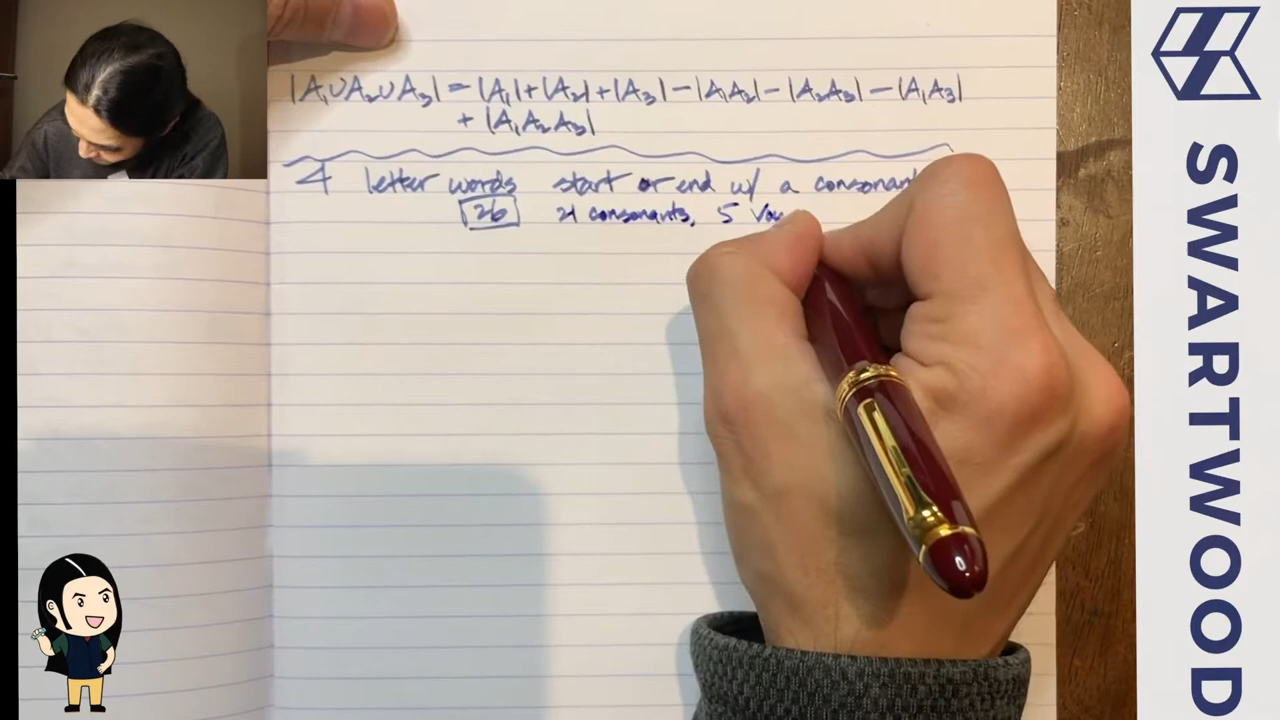 |A₁∪A₂∪A₃| = |A₁|+|A₂|+|A₃|-|A₁A₂|-|A₂A₃|-|A₁A₃|
+ |A₁A₂A₃|
4 letter words start or end w/ a consonant
26 21 consonants, 5 Vow
SWARTWOOD